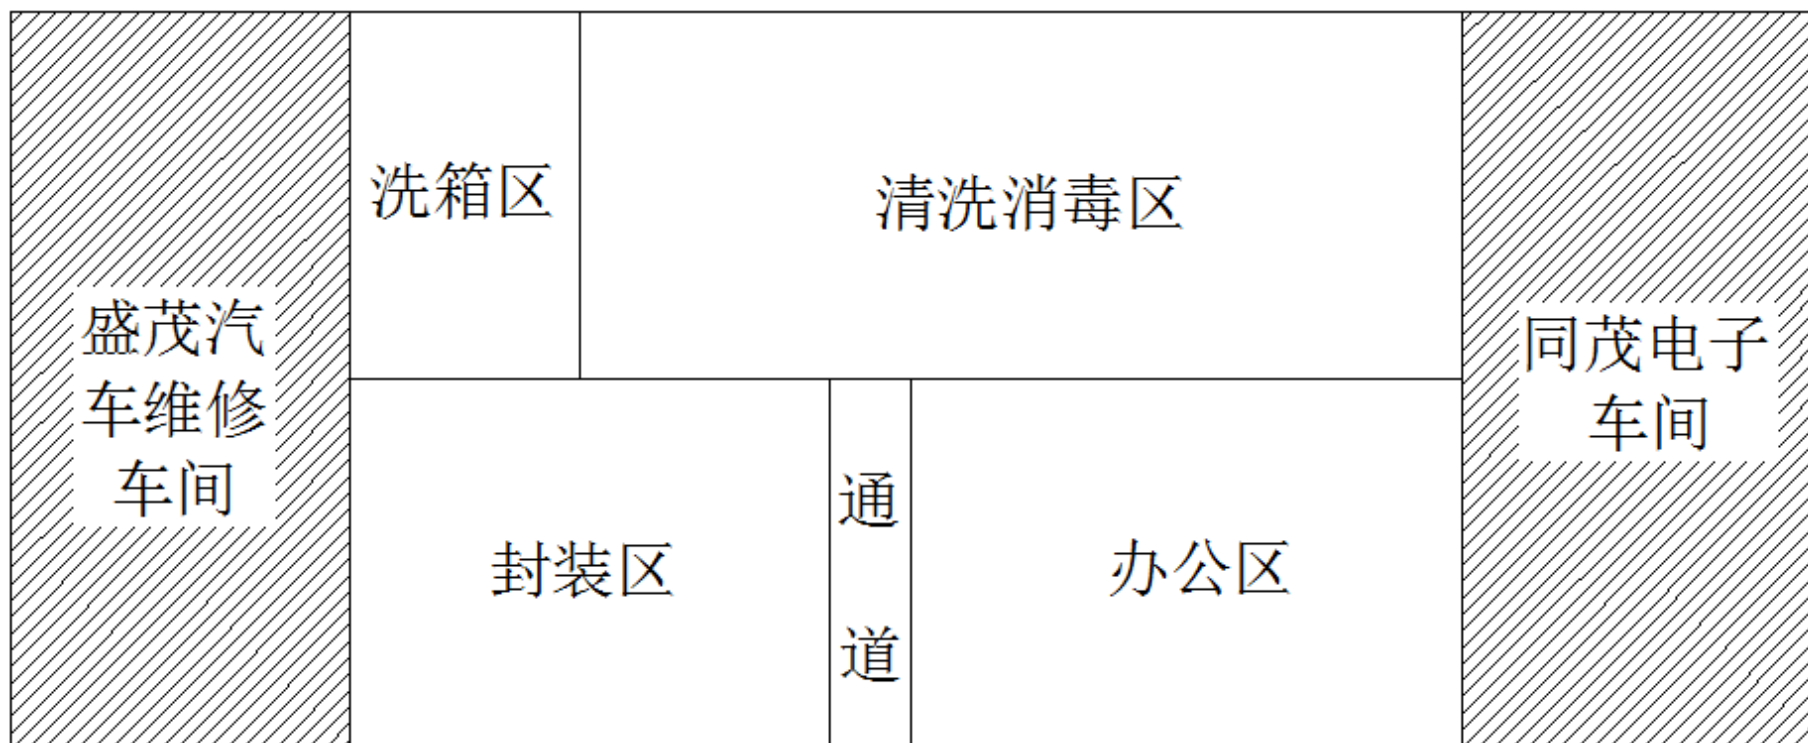 洗箱区
清洗消毒区
盛茂汽
车维修
车间
同茂电子
车间
封装区
通
道
办公区